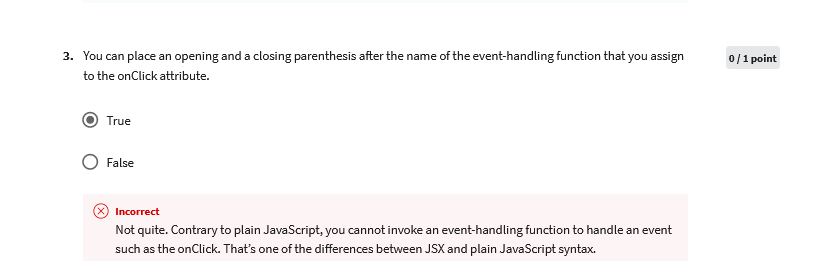 3. You can place an opening and a closing parenthesis after the name of the event-handling function that you assign
to the onClick attribute.
0 / 1 point
True
False
Incorrect
Not quite. Contrary to plain JavaScript, you cannot invoke an event-handling function to handle an event
such as the onClick. That's one of the differences between JSX and plain JavaScript syntax.